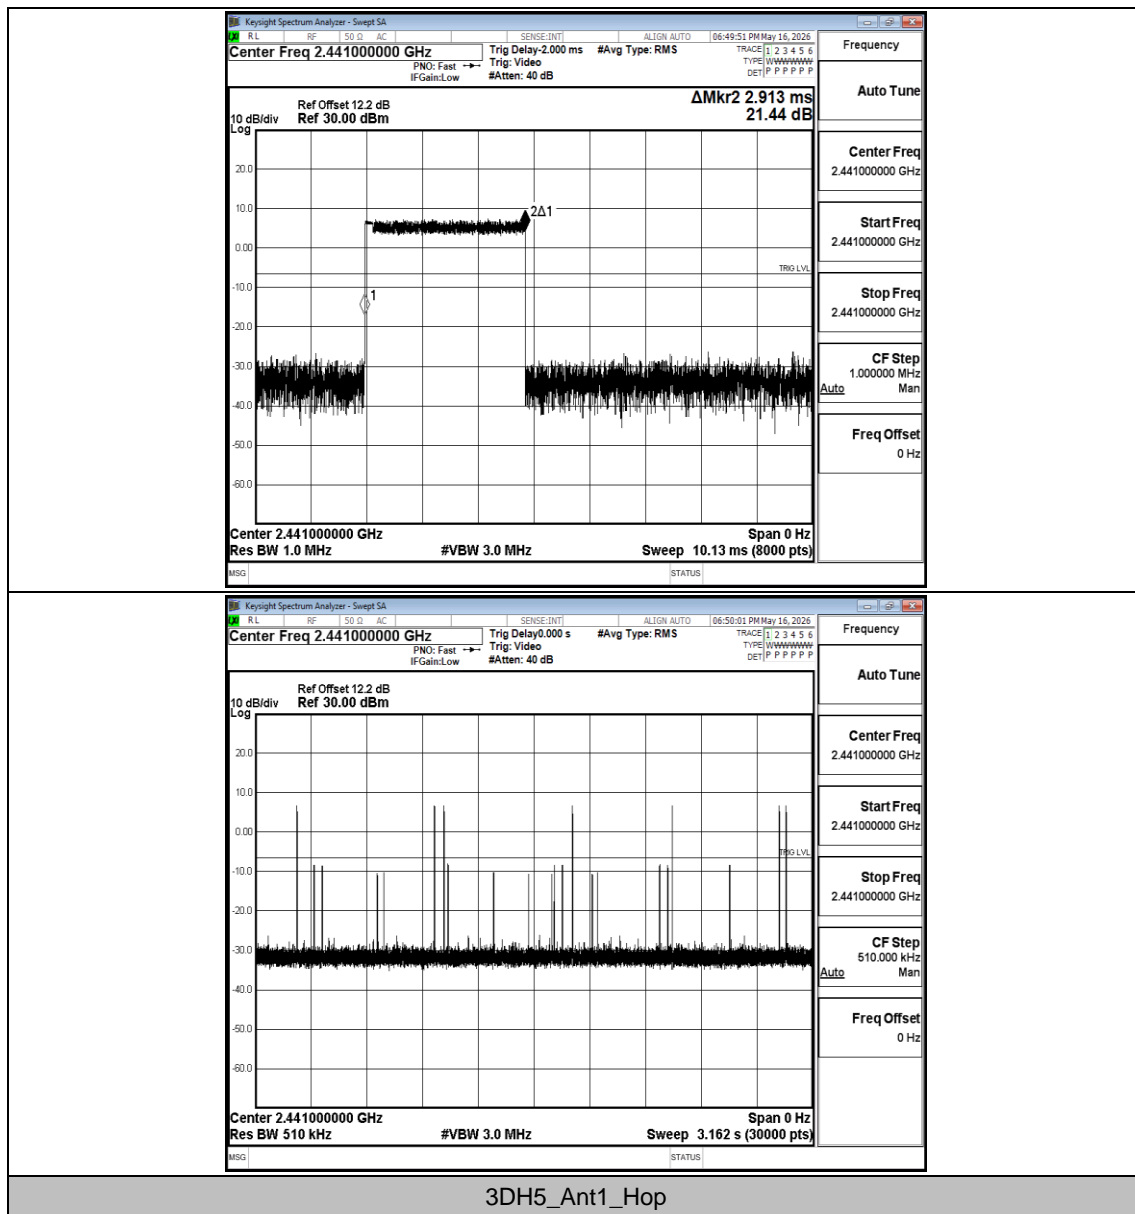 Keysight Spectrum Analyzer - Swept SA
LXI RL RF 50 Ω AC SENSE:INT ALIGN AUTO 06:49:51 PM May 16, 2026
Center Freq 2.441000000 GHz Trig Delay-2.000 ms #Avg Type: RMS TRACE 1 2 3 4 5 6
PNO: Fast Trig: Video TYPE WWWWWW
IFGain:Low #Atten: 40 dB DET P P P P P P
Frequency
Auto Tune
Ref Offset 12.2 dB ΔMkr2 2.913 ms
10 dB/div Ref 30.00 dBm 21.44 dB
Log
20.0
10.0
0.00
-10.0
-20.0
-30.0
-40.0
-50.0
-60.0
2Δ1
TRIG LVL
1
Center Freq
2.441000000 GHz
Start Freq
2.441000000 GHz
Stop Freq
2.441000000 GHz
CF Step
1.000000 MHz
Auto Man
Freq Offset
0 Hz
Center 2.441000000 GHz Span 0 Hz
Res BW 1.0 MHz #VBW 3.0 MHz Sweep 10.13 ms (8000 pts)
MSG STATUS
Keysight Spectrum Analyzer - Swept SA
LXI RL RF 50 Ω AC SENSE:INT ALIGN AUTO 06:50:01 PM May 16, 2026
Center Freq 2.441000000 GHz Trig Delay0.000 s #Avg Type: RMS TRACE 1 2 3 4 5 6
PNO: Fast Trig: Video TYPE WWWWWW
IFGain:Low #Atten: 40 dB DET P P P P P P
Frequency
Auto Tune
Ref Offset 12.2 dB
10 dB/div Ref 30.00 dBm
Log
20.0
10.0
0.00
-10.0
-20.0
-30.0
-40.0
-50.0
-60.0
TRIG LVL
Center Freq
2.441000000 GHz
Start Freq
2.441000000 GHz
Stop Freq
2.441000000 GHz
CF Step
510.000 kHz
Auto Man
Freq Offset
0 Hz
Center 2.441000000 GHz Span 0 Hz
Res BW 510 kHz #VBW 3.0 MHz Sweep 3.162 s (30000 pts)
MSG STATUS
3DH5_Ant1_Hop